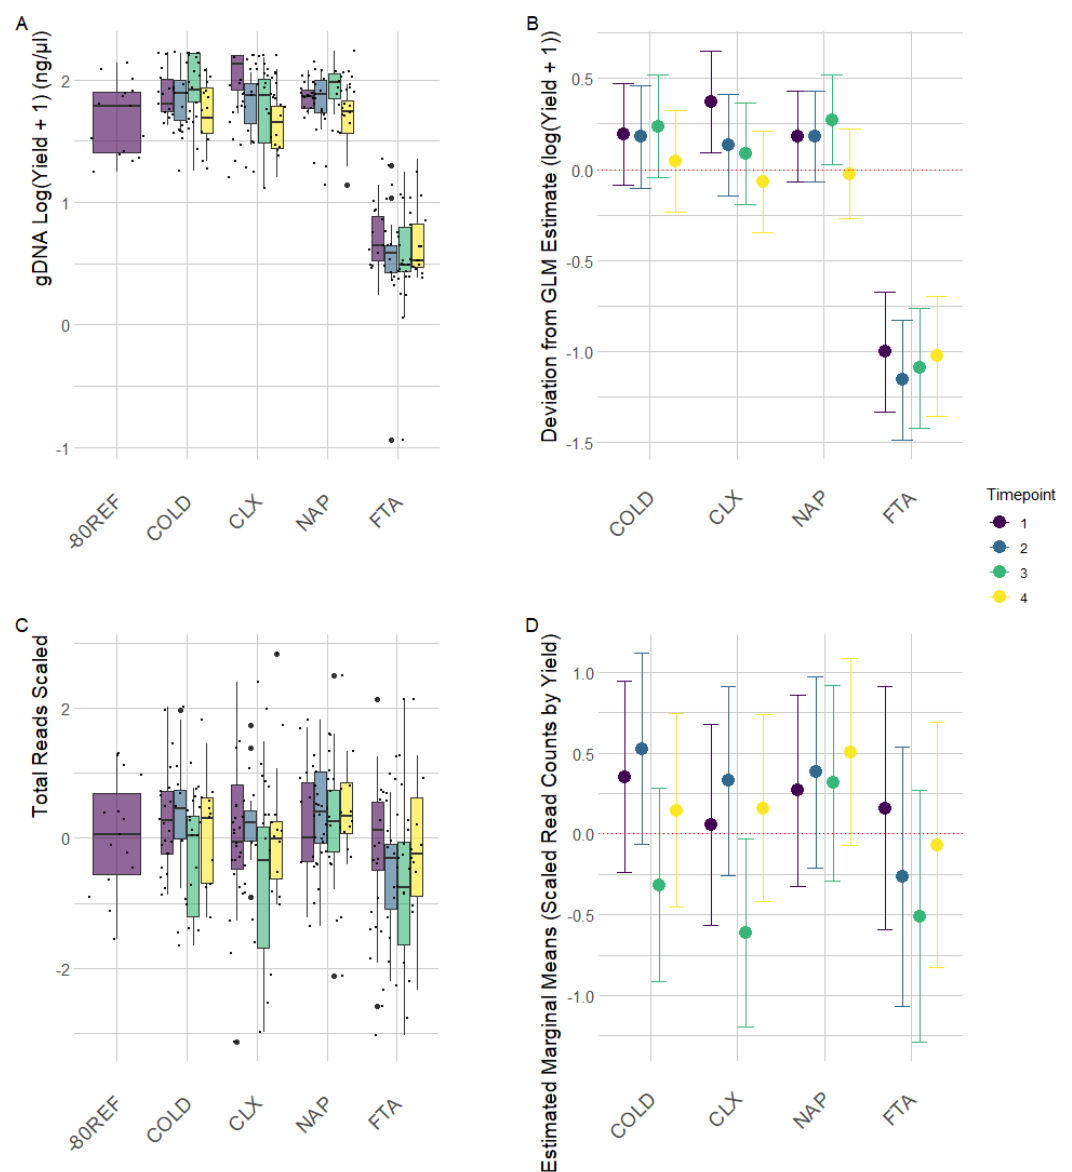 A
gDNA Log(Yield + 1) (ng/µl)
2
1
0
-1
-80REF
COLD
CLX
NAP
FTA
B
Deviation from GLM Estimate (log(Yield + 1))
0.5
0.0
-0.5
-1.0
-1.5
COLD
CLX
NAP
FTA
Timepoint
1
2
3
4
C
Total Reads Scaled
2
0
-2
-80REF
COLD
CLX
NAP
FTA
D
Estimated Marginal Means (Scaled Read Counts by Yield)
1.0
0.5
0.0
-0.5
-1.0
COLD
CLX
NAP
FTA